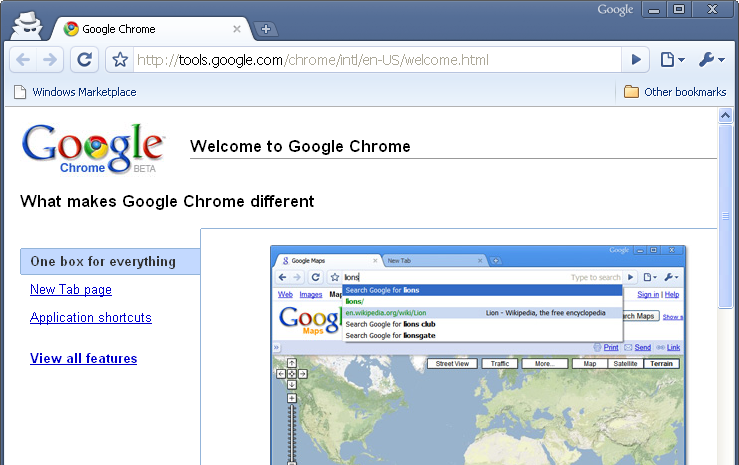 Google
Google Chrome
http://tools.google.com/chrome/intl/en-US/welcome.html
Windows Marketplace
Other bookmarks
Google
Chrome BETA
Welcome to Google Chrome
What makes Google Chrome different
One box for everything
New Tab page
Application shortcuts
View all features
Google
Google Maps
New Tab
lions
Type to search
Search Google for lions
lions/
en.wikipedia.org/wiki/Lion
Lion - Wikipedia, the free encyclopedia
Search Google for lions club
Search Google for lionsgate
Web Images Map
Sign in | Help
Goog
Maps
rch Maps
Show s
Print Send Link
Street View Traffic More... Map Satellite Terrain